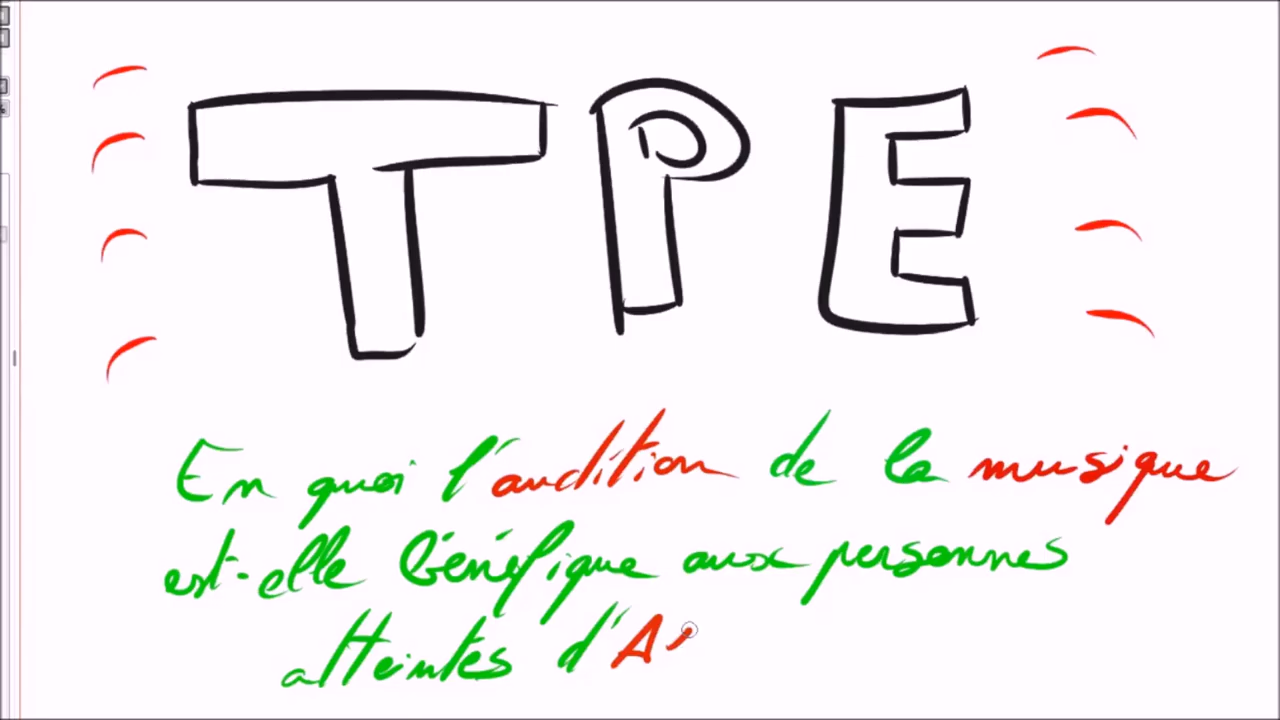 TPE
En quoi l'audition de la musique
est-elle bénéfique aux personnes
atteintes d'A